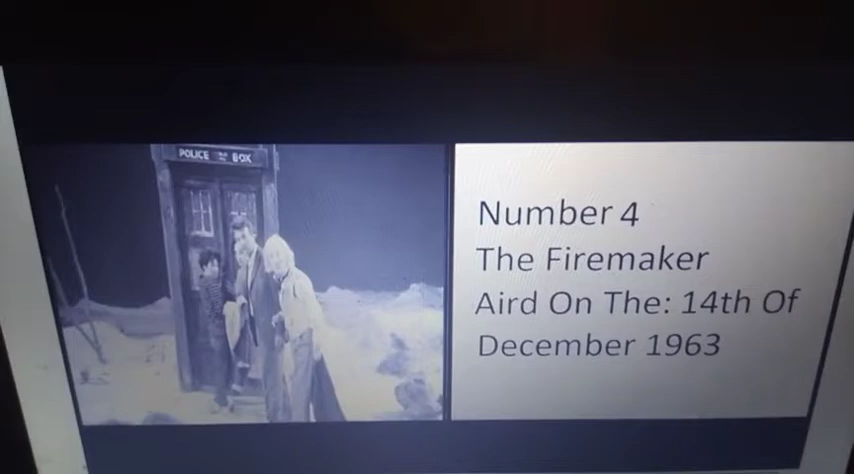 POLICE BOX
Number 4
The Firemaker
Aird On The: 14th Of
December 1963